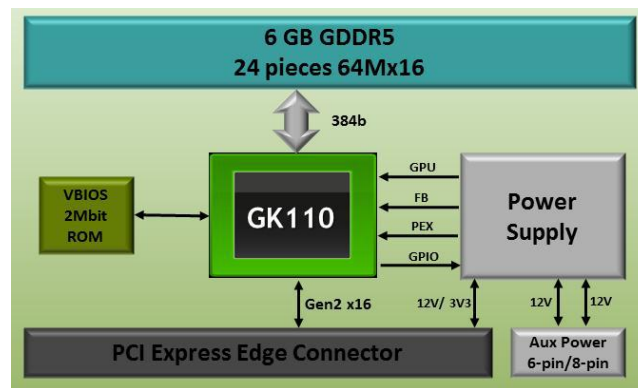 6 GB GDDR5
24 pieces 64Mx16
384b
VBIOS
2Mbit
ROM
GK110
GPU
FB
PEX
GPIO
Power
Supply
Gen2 x16
12V/ 3V3
12V
12V
PCI Express Edge Connector
Aux Power
6-pin/8-pin